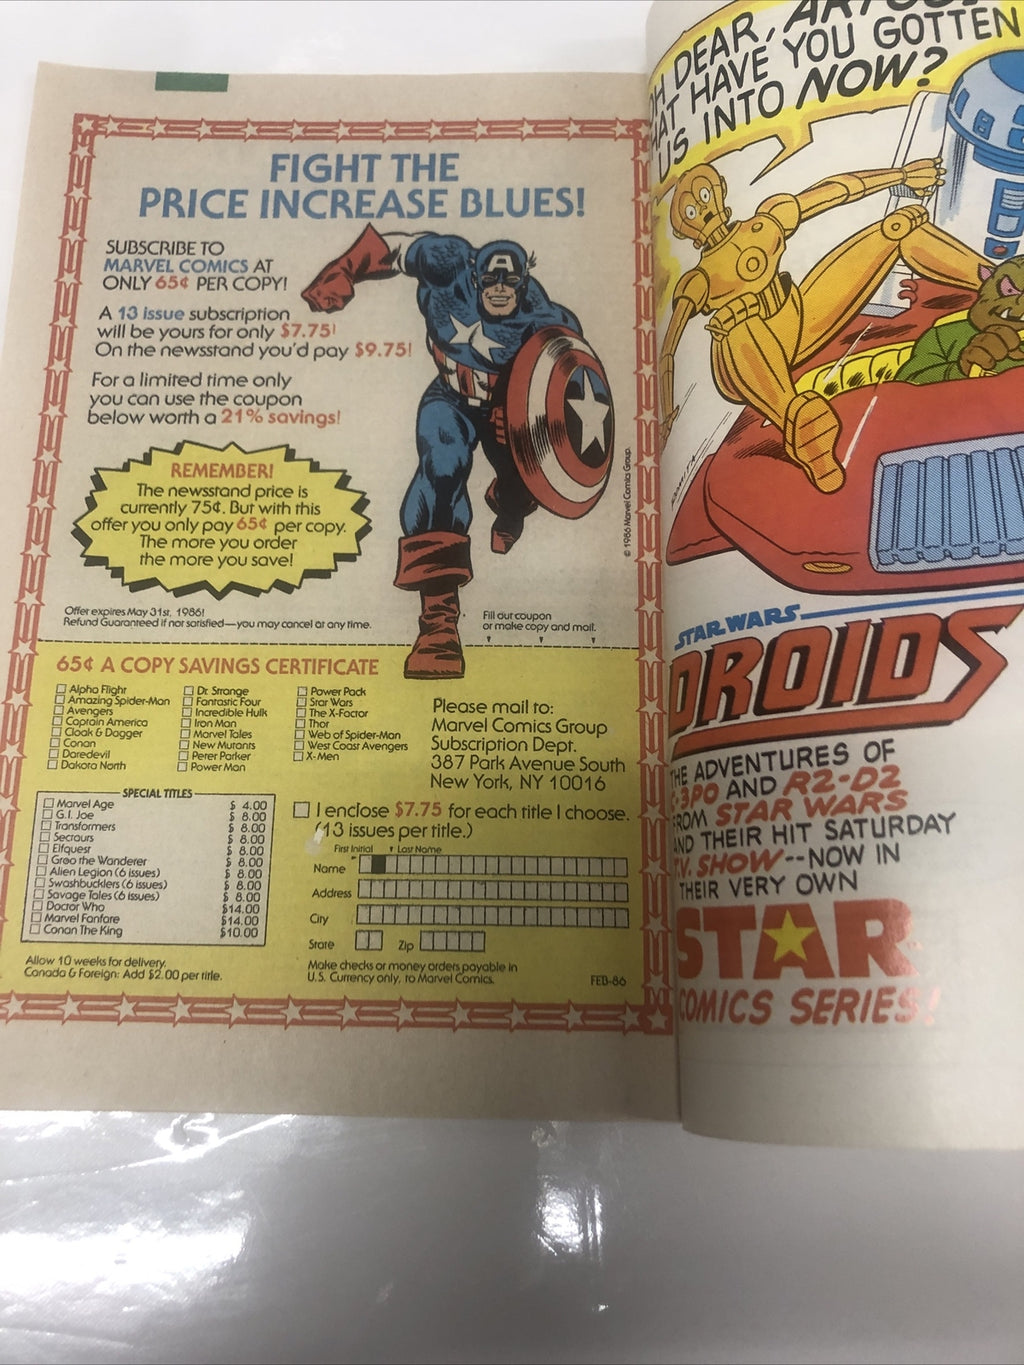 FIGHT THE
PRICE INCREASE BLUES!
SUBSCRIBE TO
MARVEL COMICS AT
ONLY 65¢ PER COPY!
A 13 issue subscription
will be yours for only $7.75!
On the newsstand you'd pay $9.75!
For a limited time only
you can use the coupon
below worth a 21% savings!
REMEMBER!
The newsstand price is
currently 75¢. But with this
offer you only pay 65¢ per copy.
The more you order
the more you save!
© 1986 Marvel Comics Group.
Offer expires May 31st, 1986!
Refund Guaranteed if not satisfied—you may cancel at any time.
Fill out coupon
or make copy and mail.
65¢ A COPY SAVINGS CERTIFICATE
Alpha Flight
Amazing Spider-Man
Avengers
Captain America
Cloak & Dagger
Conan
Daredevil
Dakota North
Dr. Strange
Fantastic Four
Incredible Hulk
Iron Man
Marvel Tales
New Mutants
Peter Parker
Power Man
Power Pack
Star Wars
The X-Factor
Thor
Web of Spider-Man
West Coast Avengers
X-Men
Please mail to:
Marvel Comics Group
Subscription Dept.
387 Park Avenue South
New York, NY 10016
SPECIAL TITLES
Marvel Age $ 4.00
G.I. Joe $ 8.00
Transformers $ 8.00
Sectaurs $ 8.00
Elfquest $ 8.00
Groo the Wanderer $ 8.00
Alien Legion (6 issues) $ 8.00
Swashbucklers (6 issues) $ 8.00
Savage Tales (6 issues) $ 8.00
Doctor Who $14.00
Marvel Fanfare $14.00
Conan The King $10.00
I enclose $7.75 for each title I choose.
(13 issues per title.)
First Initial Last Name
Name
Address
City
State Zip
Allow 10 weeks for delivery.
Canada & Foreign: Add $2.00 per title.
Make checks or money orders payable in
U.S. Currency only, to Marvel Comics.
FEB-86
DEAR,
HAVE YOU GOTTEN
US INTO NOW?
STAR WARS
DROIDS
THE ADVENTURES OF
C-3PO AND R2-D2
FROM STAR WARS
AND THEIR HIT SATURDAY
T.V. SHOW--NOW IN
THEIR VERY OWN
STAR
COMICS SERIES!